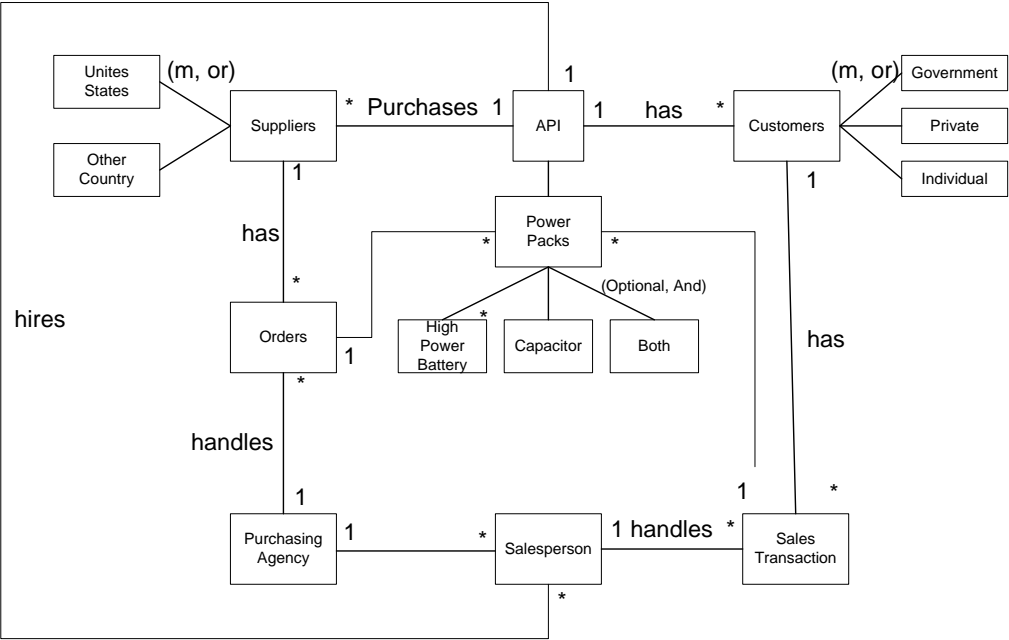 1
Unites
States
(m, or)
* Purchases 1
1 has *
(m, or)
Government
Suppliers
API
Customers
Private
Other
Country
1
1
Individual
has
Power
Packs
*
*
*
(Optional, And)
hires
Orders
1
High
Power
Battery
*
Capacitor
Both
has
*
handles
1
1
*
Purchasing
Agency
1
*
Salesperson
1 handles *
Sales
Transaction
*